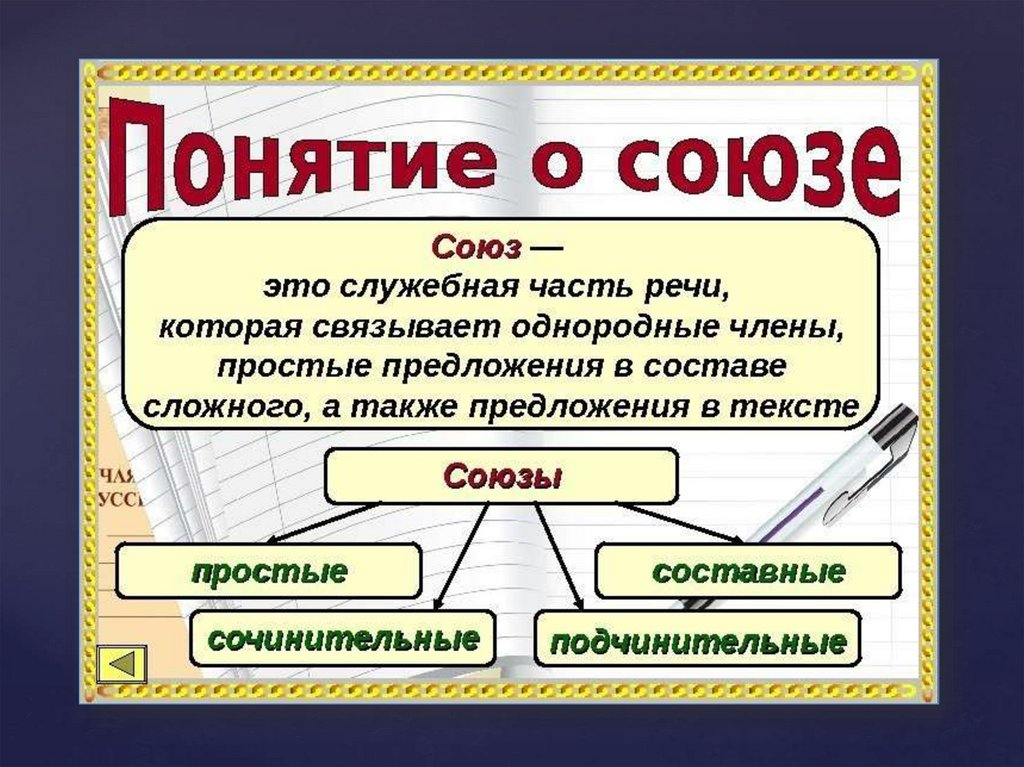 Понятие о союзе
Союз —
это служебная часть речи,
которая связывает однородные члены,
простые предложения в составе
сложного, а также предложения в тексте
Союзы
простые
составные
сочинительные
подчинительные